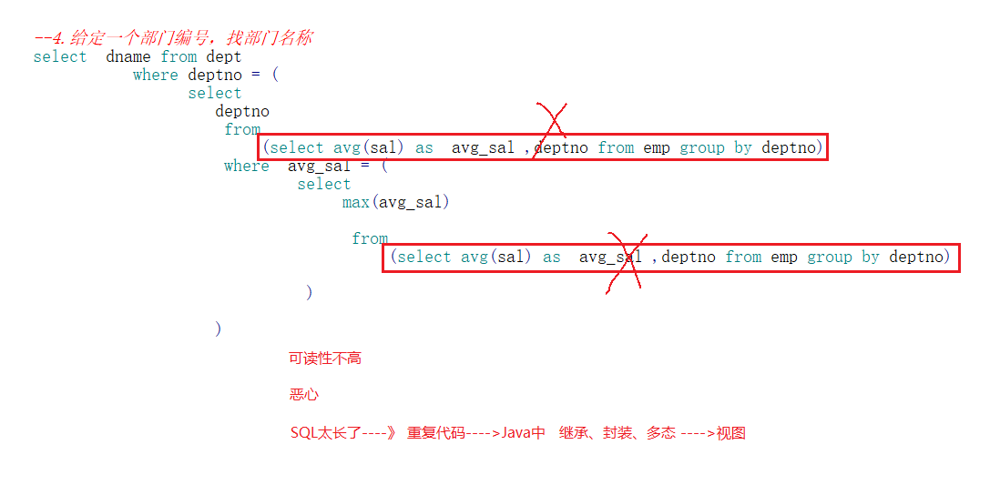 --4.给定一个部门编号，找部门名称
select  dname from dept
where deptno = (
select
deptno
from
(select avg(sal) as  avg_sal ,deptno from emp group by deptno)
where  avg_sal = (
select
max(avg_sal)
from
(select avg(sal) as  avg_sal ,deptno from emp group by deptno)
)
)
可读性不高
恶心
SQL太长了----》 重复代码---->Java中　继承、封装、多态 ---->视图